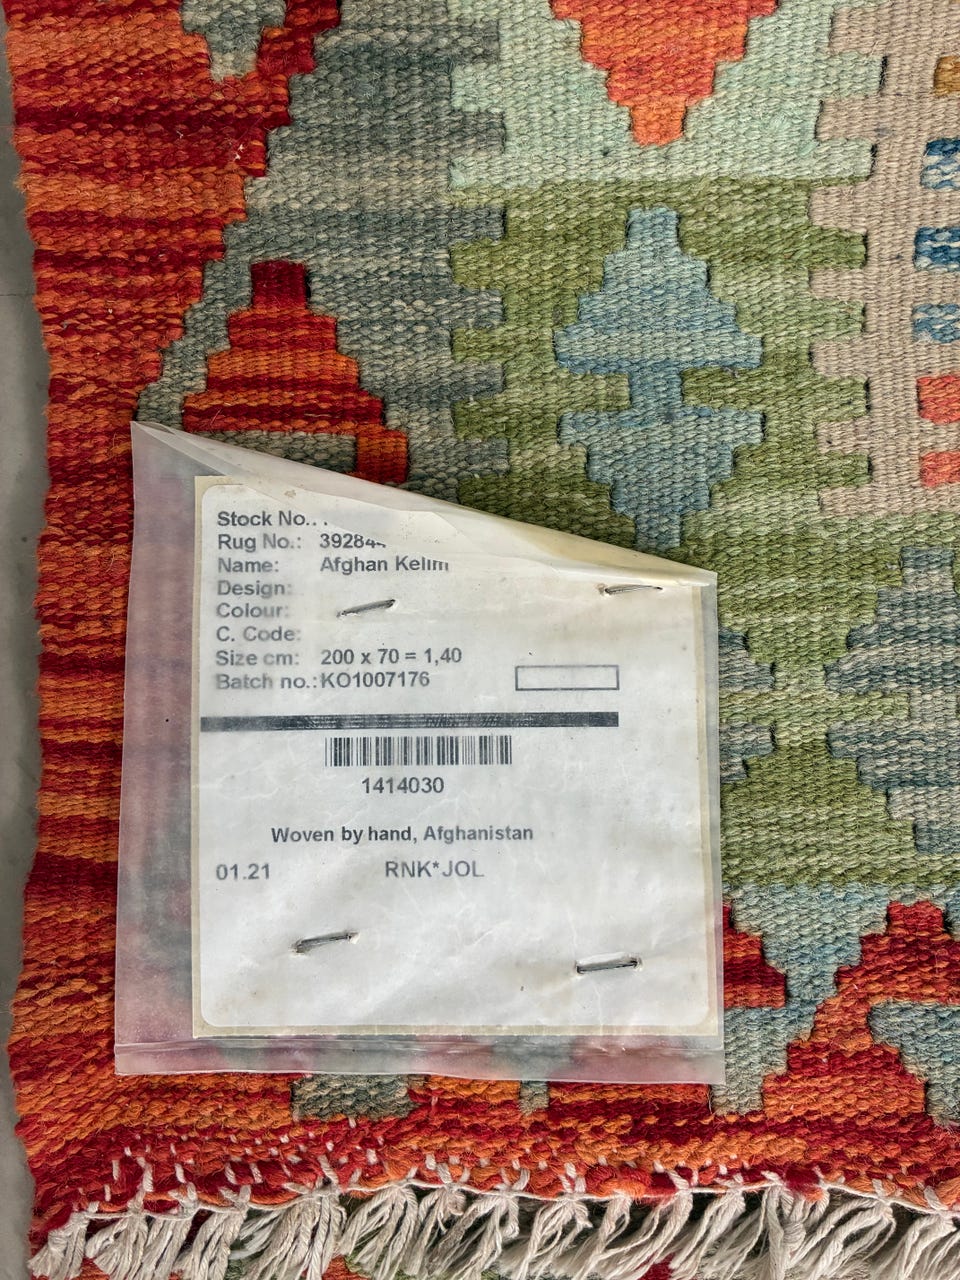 Stock No.:
Rug No.: 39284
Name: Afghan Kelim
Design:
Colour:
C. Code:
Size cm: 200 x 70 = 1,40
Batch no.: KO1007176
1414030
Woven by hand, Afghanistan
01.21 RNK*JOL